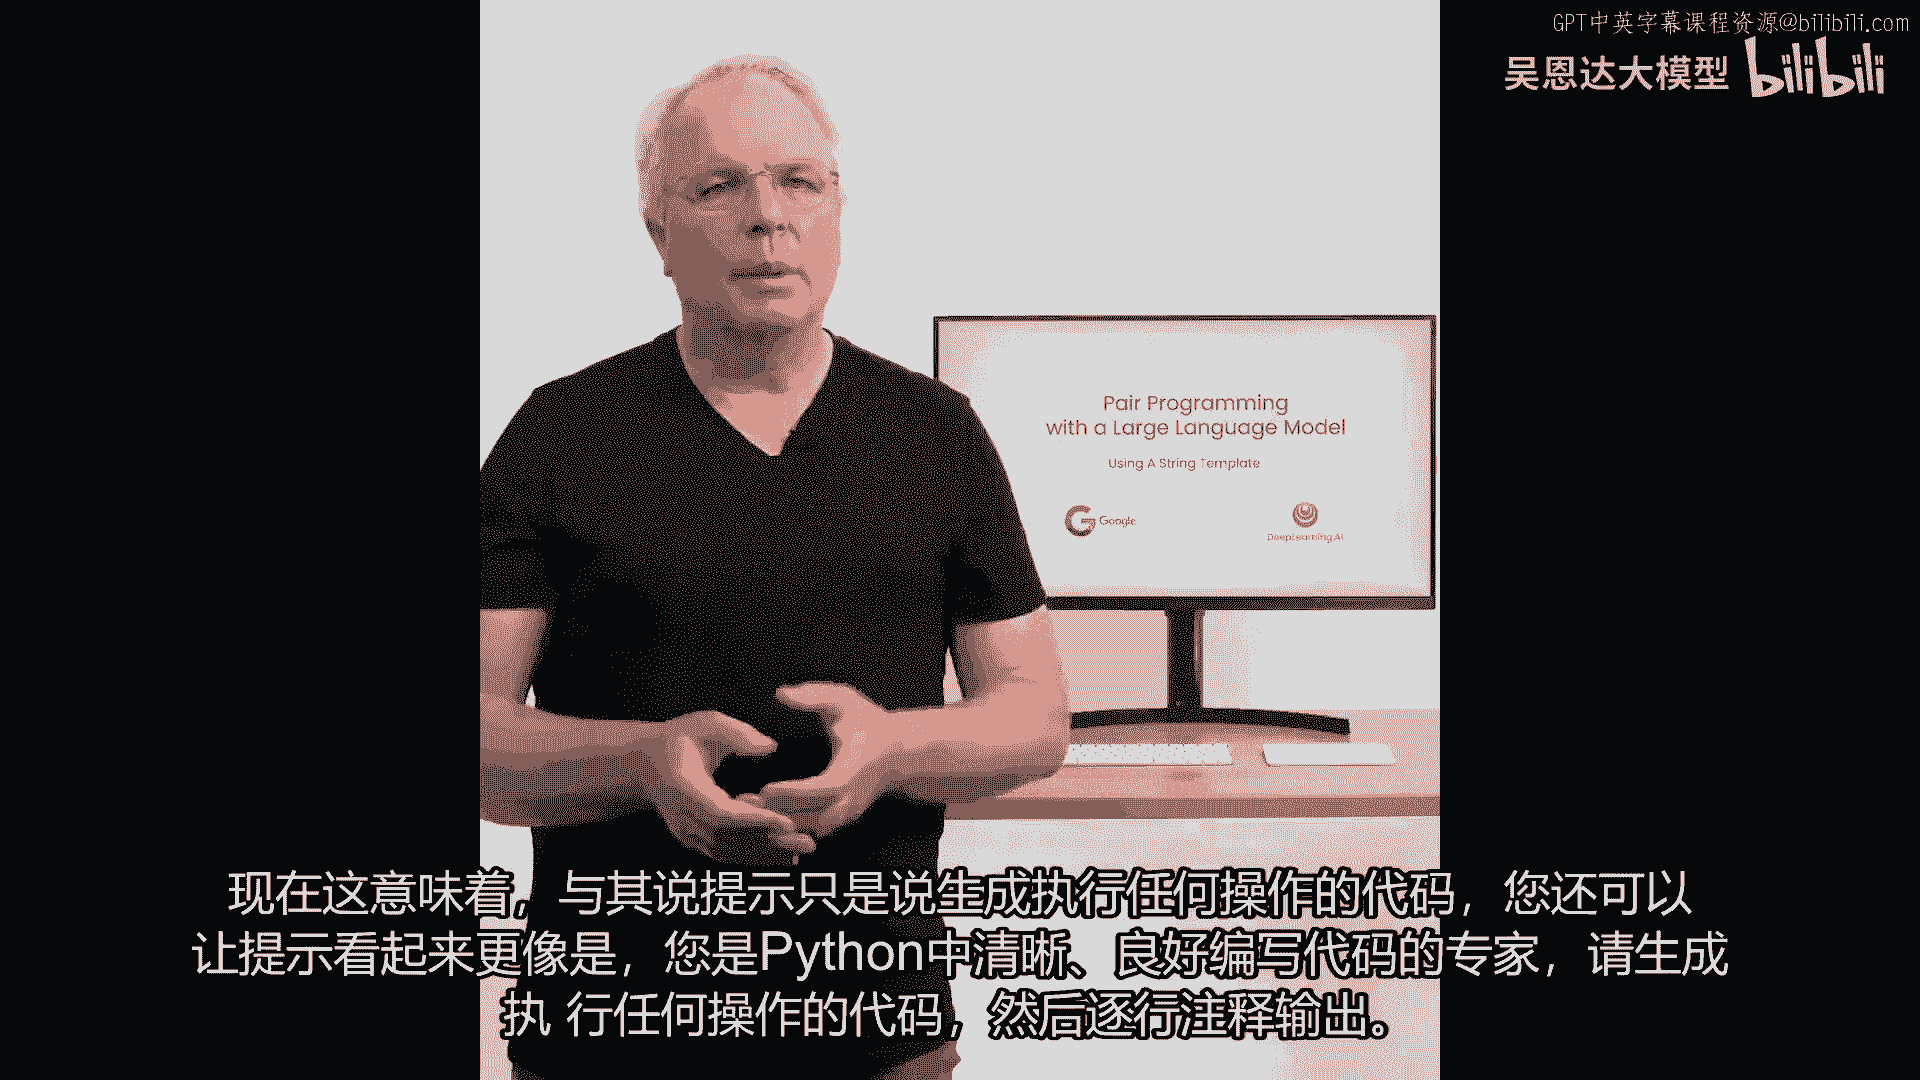 GPT中英字幕课程资源@bilibili.com
吴恩达大模型 bilibili
Pair Programming
with a Large Language Model
Using A String Template
Google
DeepLearning.AI
现在这意味着，与其说提示只是说生成执行任何操作的代码，您还可以
让提示看起来更像是，您是Python中清晰、良好编写代码的专家，请生成
执 行任何操作的代码，然后逐行注释输出。